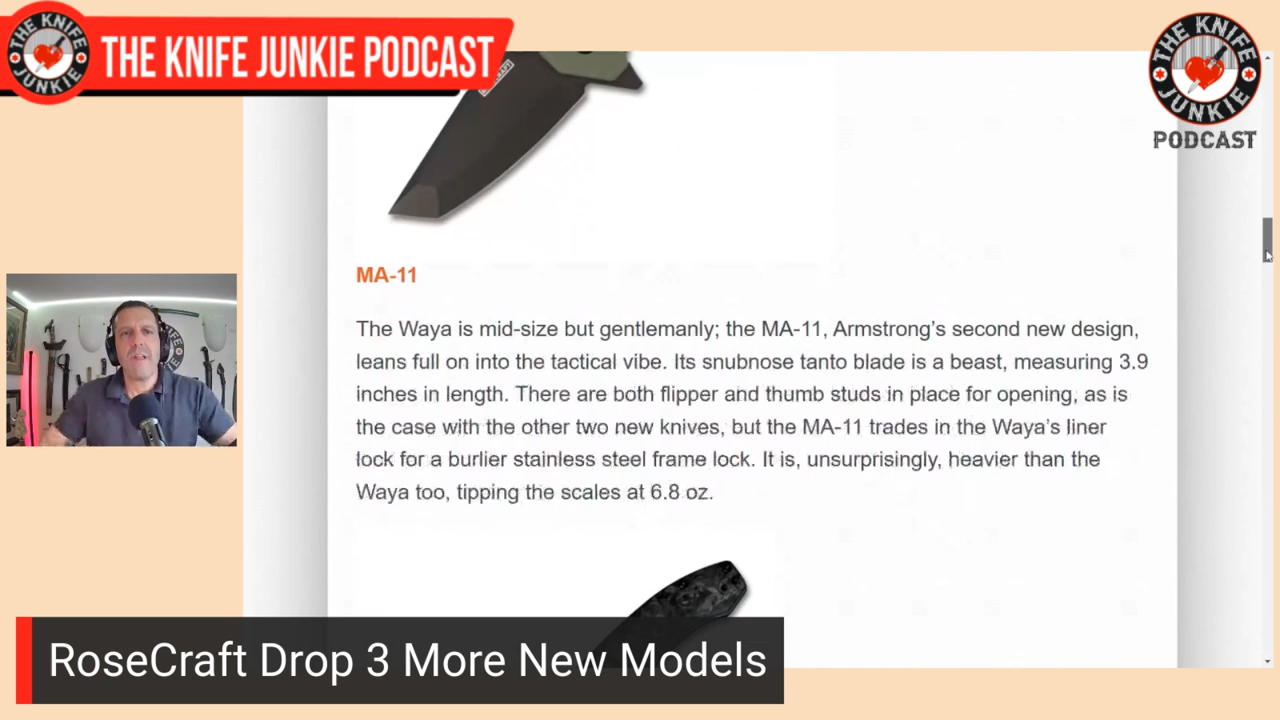 THE KNIFE JUNKIE
THE KNIFE JUNKIE PODCAST
THE KNIFE JUNKIE
PODCAST
MA-11
The Waya is mid-size but gentlemanly; the MA-11, Armstrong’s second new design,
leans full on into the tactical vibe. Its snubnose tanto blade is a beast, measuring 3.9
inches in length. There are both flipper and thumb studs in place for opening, as is
the case with the other two new knives, but the MA-11 trades in the Waya’s liner
lock for a burlier stainless steel frame lock. It is, unsurprisingly, heavier than the
Waya too, tipping the scales at 6.8 oz.
RoseCraft Drop 3 More New Models